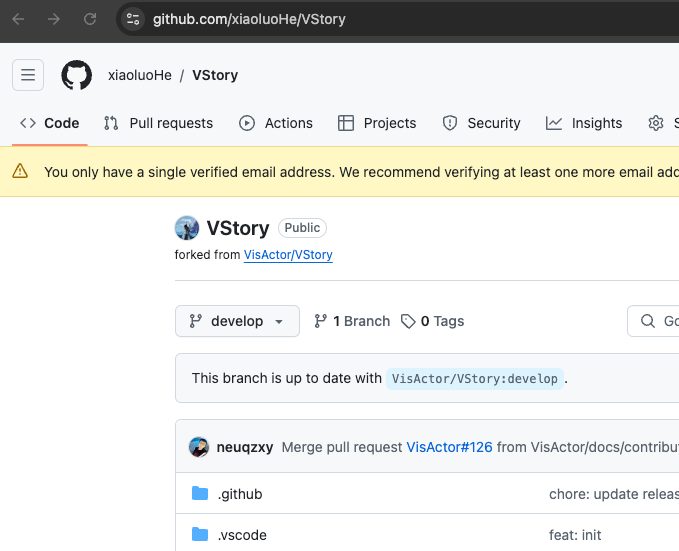 github.com/xiaoluoHe/VStory
xiaoluoHe / VStory
Code Pull requests Actions Projects Security Insights
You only have a single verified email address. We recommend verifying at least one more email
VStory Public
forked from VisActor/VStory
develop 1 Branch 0 Tags
This branch is up to date with VisActor/VStory:develop.
neuqzxy Merge pull request VisActor#126 from VisActor/docs/contribu
.github chore: update releas
.vscode feat: init